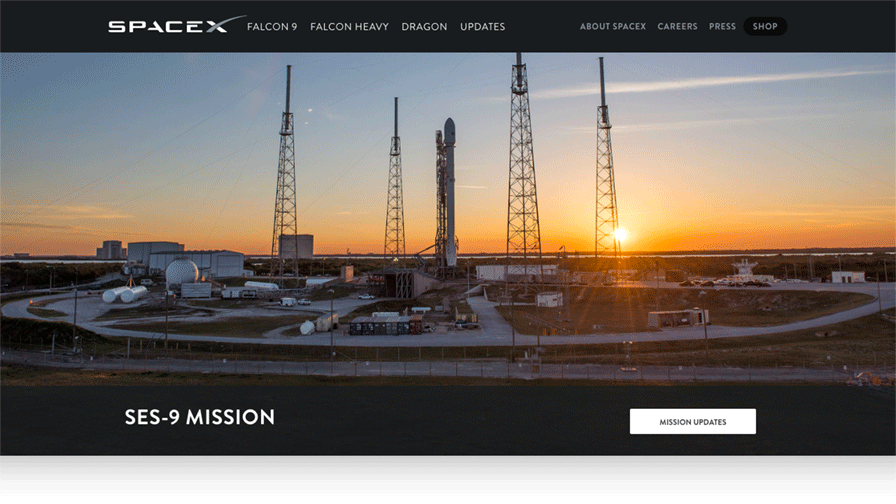 SPACEX FALCON 9 FALCON HEAVY DRAGON UPDATES ABOUT SPACEX CAREERS PRESS SHOP
SES-9 MISSION MISSION UPDATES